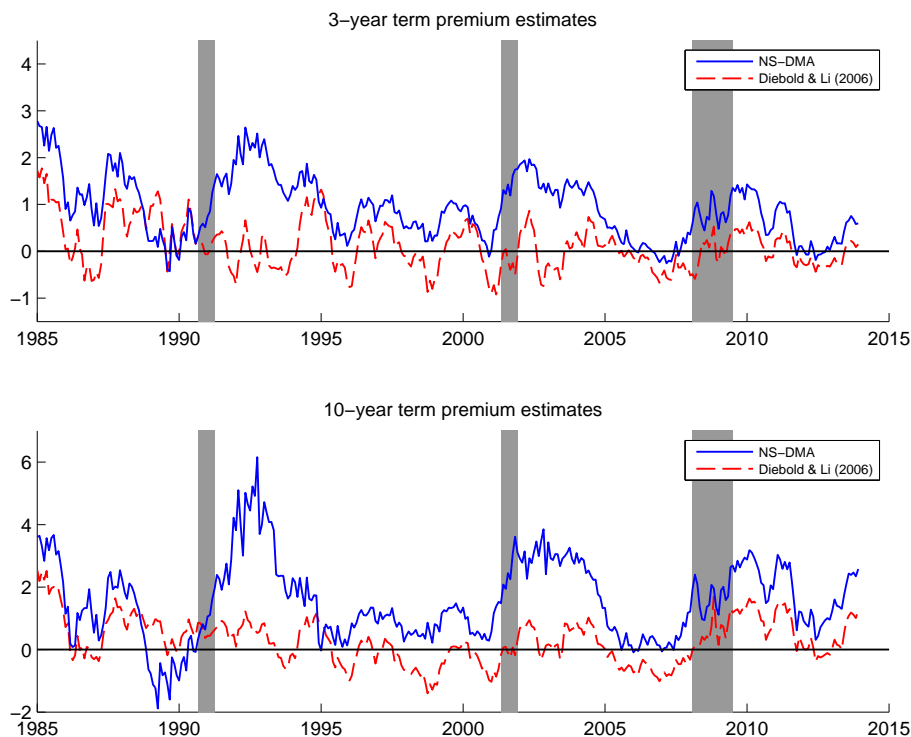 3−year term premium estimates
4
3
2
1
0
−1
NS−DMA
Diebold & Li (2006)
1985 1990 1995 2000 2005 2010 2015
10−year term premium estimates
6
4
2
0
−2
NS−DMA
Diebold & Li (2006)
1985 1990 1995 2000 2005 2010 2015